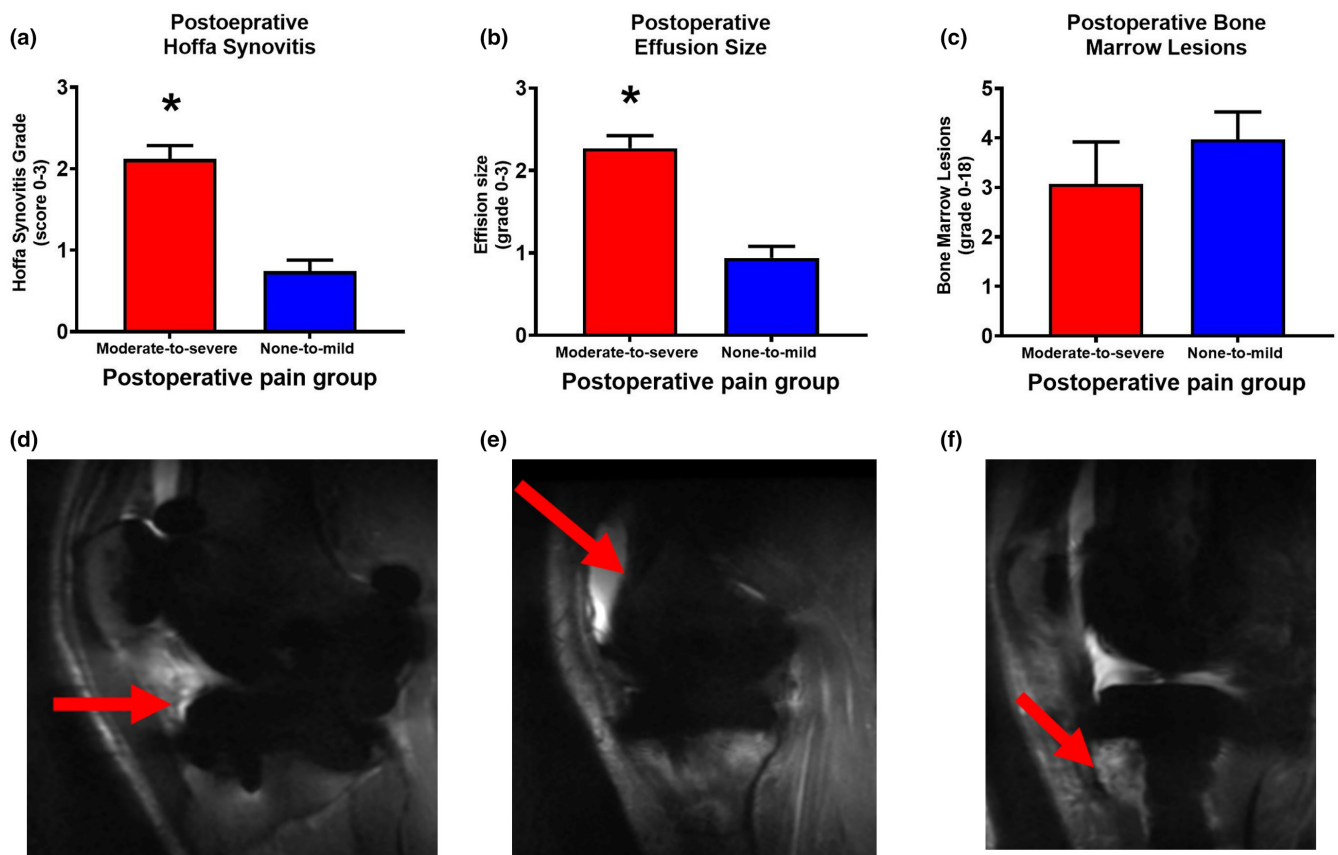 (a)
Postoeprative
Hoffa Synovitis
Hoffa Synovitis Grade
(score 0-3)
3
2
1
0
*
Moderate-to-severe
None-to-mild
Postoperative pain group
(b)
Postoperative
Effusion Size
Effision size
(grade 0-3)
3
2
1
0
*
Moderate-to-severe
None-to-mild
Postoperative pain group
(c)
Postoperative Bone
Marrow Lesions
Bone Marrow Lesions
(grade 0-18)
5
4
3
2
1
0
Moderate-to-severe
None-to-mild
Postoperative pain group
(d)
(e)
(f)